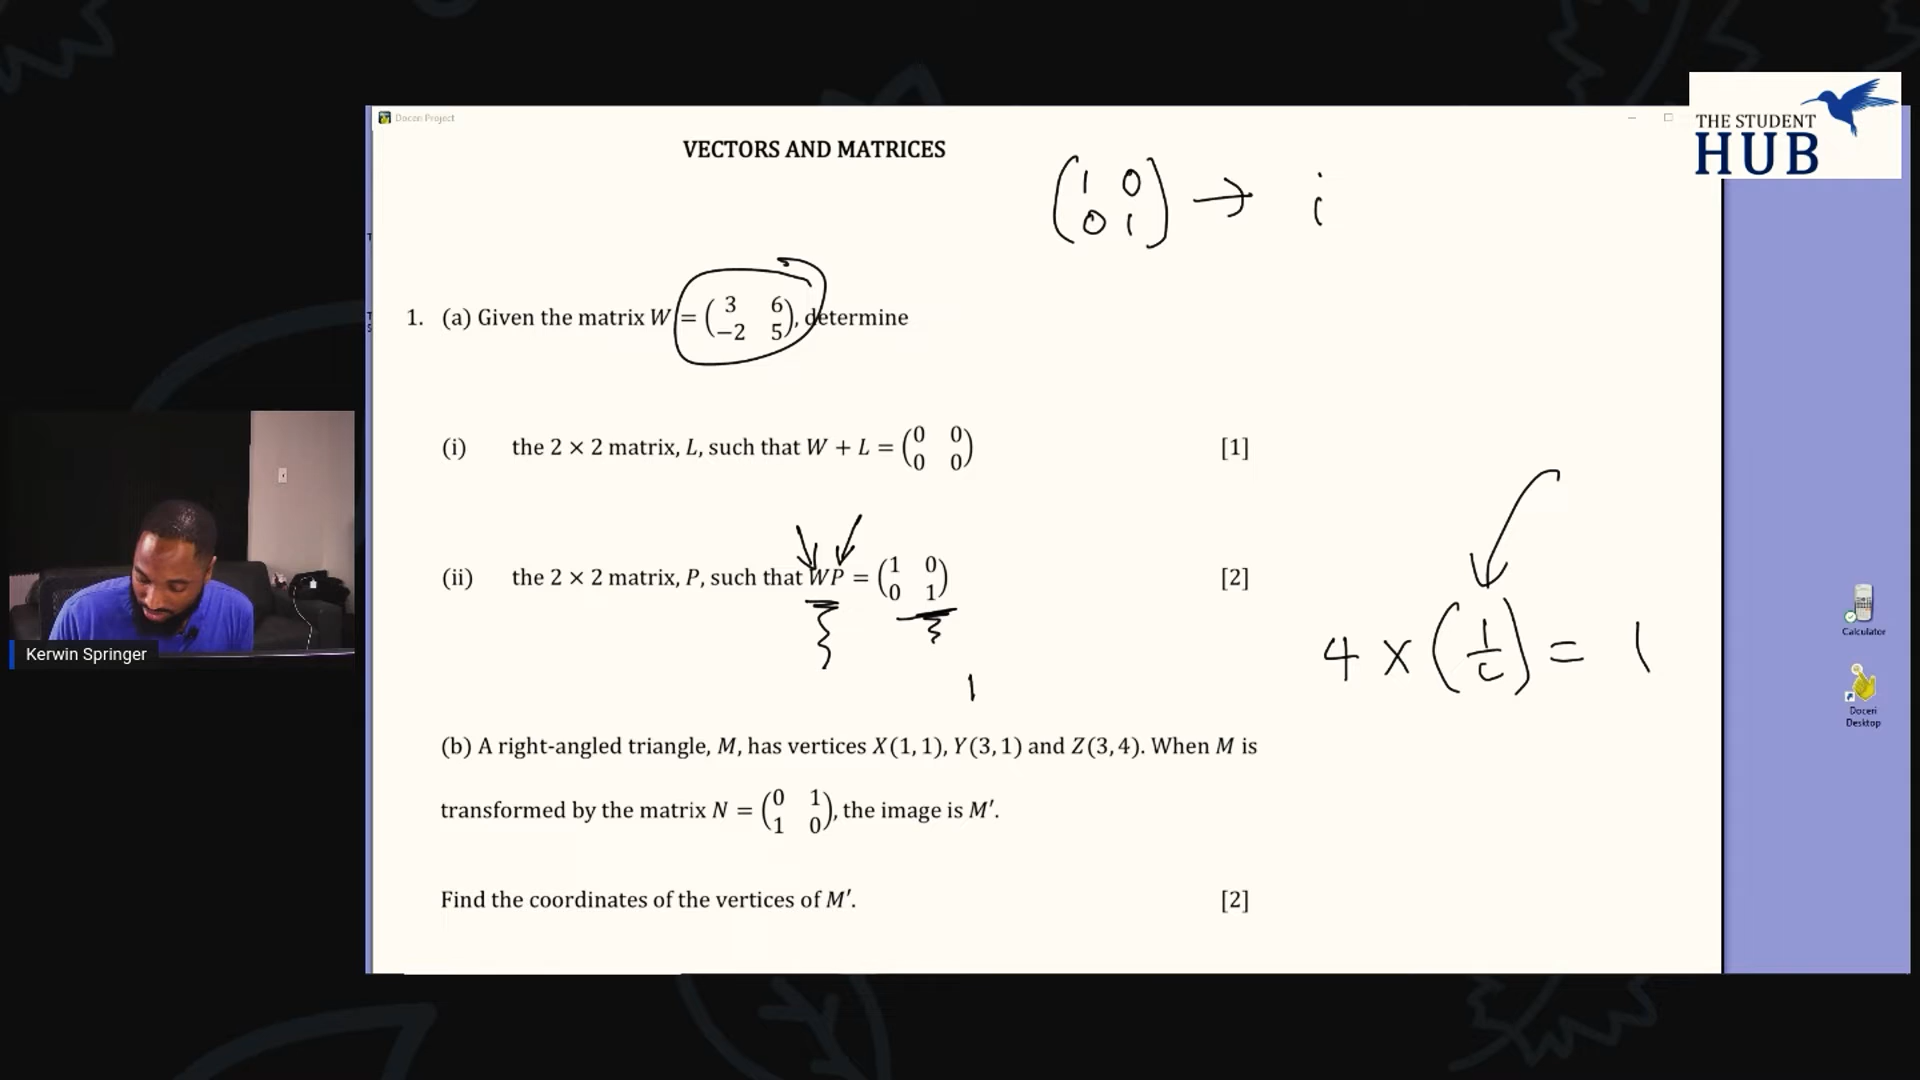 THE STUDENT
HUB
Doceri Project
VECTORS AND MATRICES
(1 0
0 1) → i
1. (a) Given the matrix W = (3 6
−2 5), determine
(i) the 2 × 2 matrix, L, such that W + L = (0 0
0 0) [1]
(ii) the 2 × 2 matrix, P, such that WP = (1 0
0 1) [2]
4 × (1/c) = 1
1
(b) A right-angled triangle, M, has vertices X(1, 1), Y(3, 1) and Z(3, 4). When M is
transformed by the matrix N = (0 1
1 0), the image is M′.
Find the coordinates of the vertices of M′. [2]
Kerwin Springer
Calculator
Doceri
Desktop